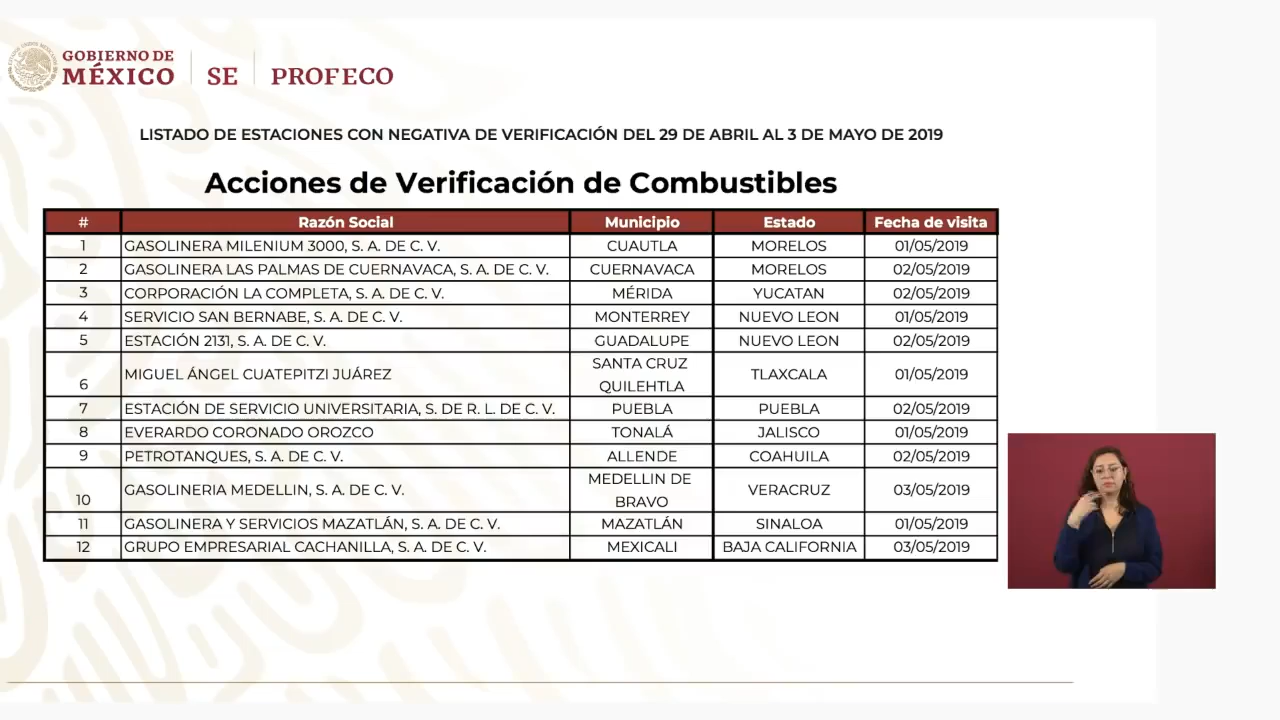 GOBIERNO DE
MÉXICO SE PROFECO
LISTADO DE ESTACIONES CON NEGATIVA DE VERIFICACIÓN DEL 29 DE ABRIL AL 3 DE MAYO DE 2019
Acciones de Verificación de Combustibles
# Razón Social Municipio Estado Fecha de visita
1 GASOLINERA MILENIUM 3000, S. A. DE C. V. CUAUTLA MORELOS 01/05/2019
2 GASOLINERA LAS PALMAS DE CUERNAVACA, S. A. DE C. V. CUERNAVACA MORELOS 02/05/2019
3 CORPORACIÓN LA COMPLETA, S. A. DE C. V. MÉRIDA YUCATAN 02/05/2019
4 SERVICIO SAN BERNABE, S. A. DE C. V. MONTERREY NUEVO LEON 01/05/2019
5 ESTACIÓN 2131, S. A. DE C. V. GUADALUPE NUEVO LEON 02/05/2019
6 MIGUEL ÁNGEL CUATEPITZI JUÁREZ SANTA CRUZ QUILEHTLA TLAXCALA 01/05/2019
7 ESTACIÓN DE SERVICIO UNIVERSITARIA, S. DE R. L. DE C. V. PUEBLA PUEBLA 02/05/2019
8 EVERARDO CORONADO OROZCO TONALÁ JALISCO 01/05/2019
9 PETROTANQUES, S. A. DE C. V. ALLENDE COAHUILA 02/05/2019
10 GASOLINERIA MEDELLIN, S. A. DE C. V. MEDELLIN DE BRAVO VERACRUZ 03/05/2019
11 GASOLINERA Y SERVICIOS MAZATLÁN, S. A. DE C. V. MAZATLÁN SINALOA 01/05/2019
12 GRUPO EMPRESARIAL CACHANILLA, S. A. DE C. V. MEXICALI BAJA CALIFORNIA 03/05/2019